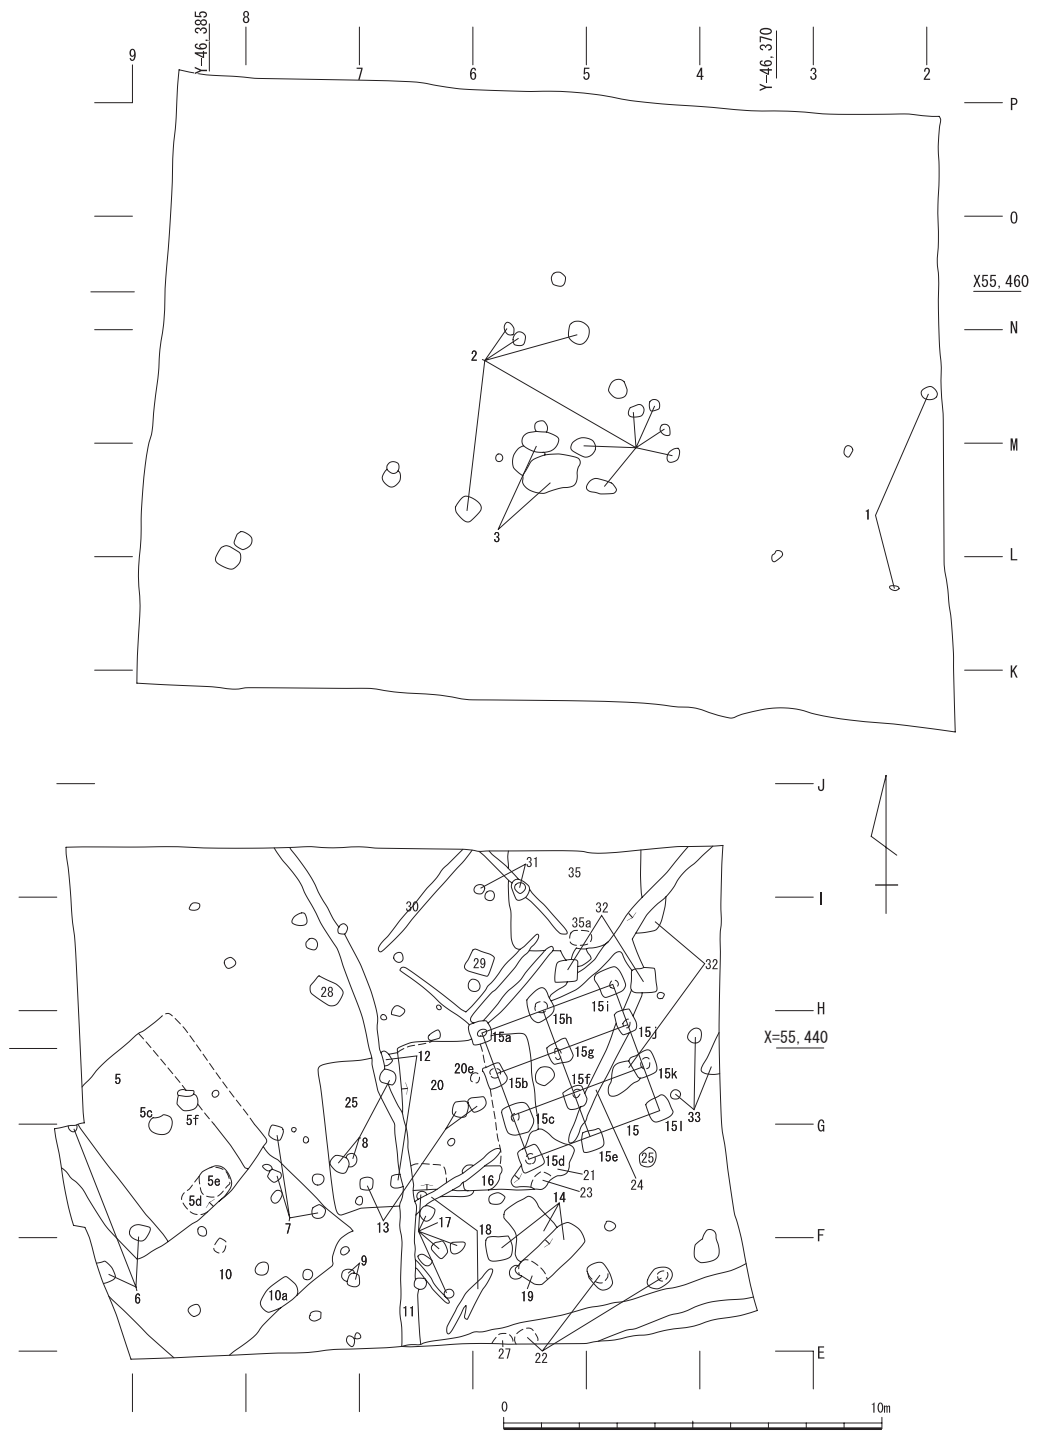 8
Y-46, 385
Y-46, 370
9
7
6
5
4
3
2
P
O
X55, 460
N
2
M
1
3
L
K
J
31
35
I
30
32
35a
29
32
28
15i
H
15h
15a
15j
X=55, 440
12
15g
5
20
20e
15k
15b
25
15f
33
5c
5f
15c
15
15l
G
8
15e
25
15d
5e
16
21
24
5d
23
14
7
13
17
18
F
9
10
6
10a
19
11
27
22
E
0
10m